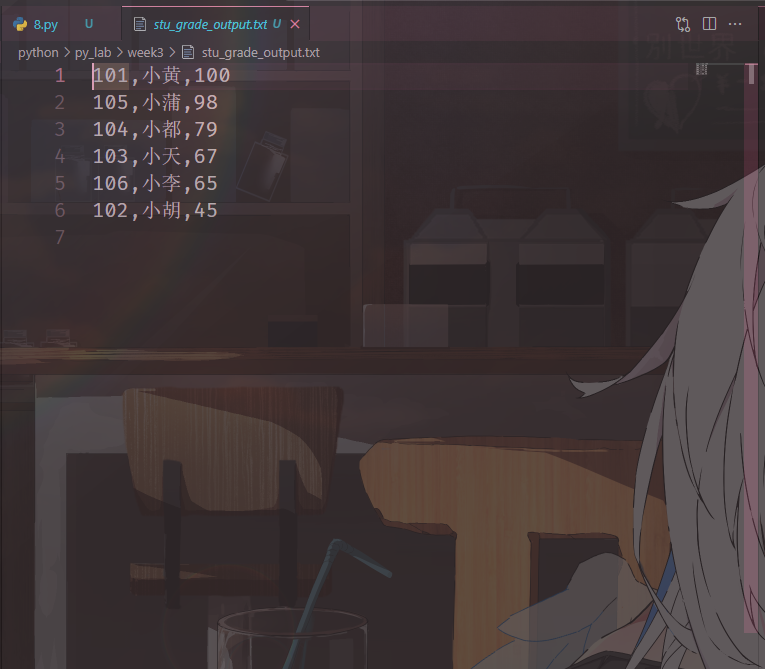 8.py U stu_grade_output.txt U
python > py_lab > week3 > stu_grade_output.txt
1 101,小黄,100
2 105,小蒲,98
3 104,小都,79
4 103,小天,67
5 106,小李,65
6 102,小胡,45
7